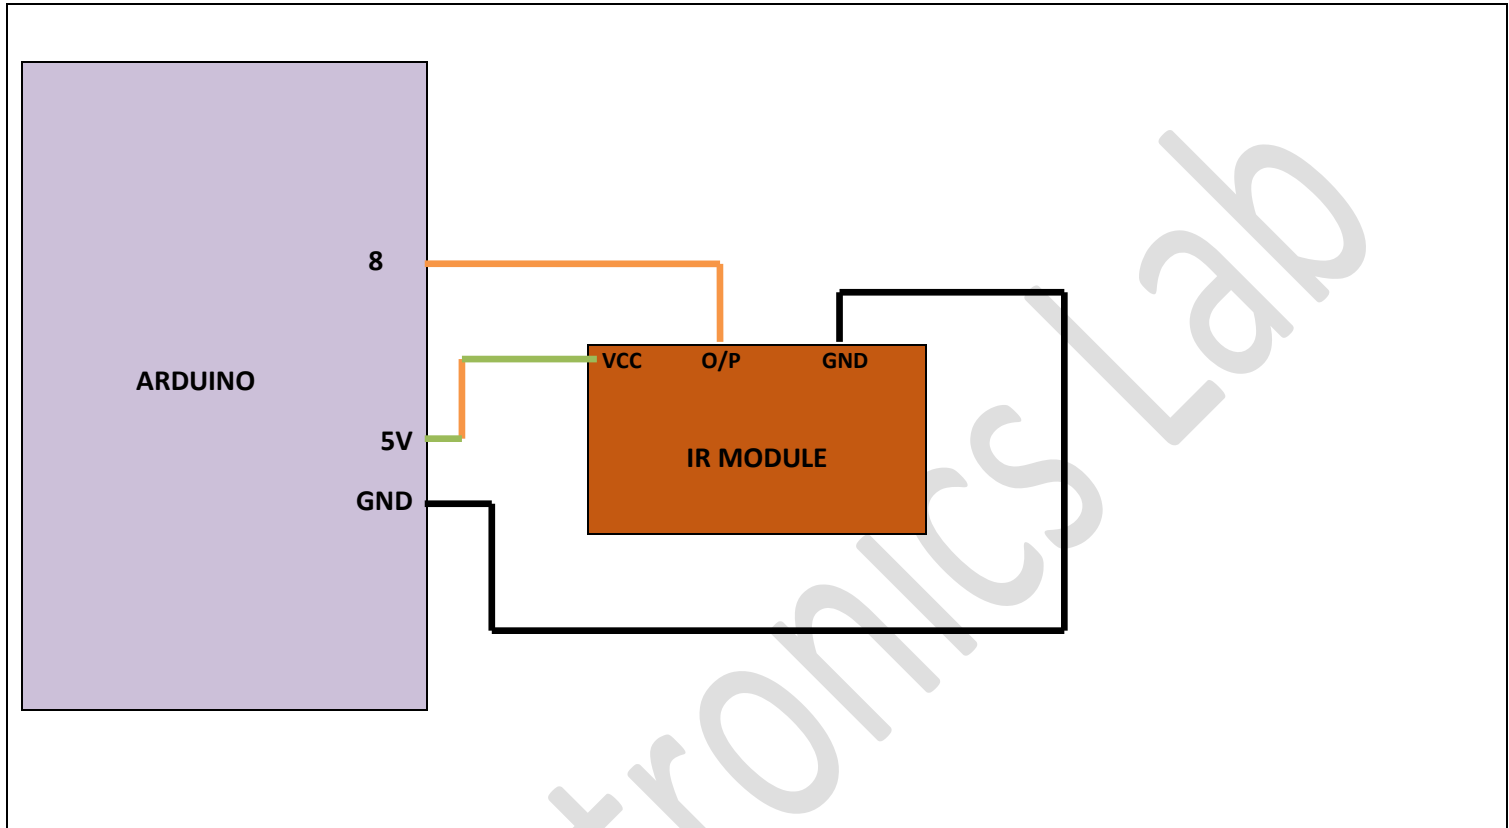 8
VCC O/P GND
ARDUINO
5V
IR MODULE
GND
tronics Lab